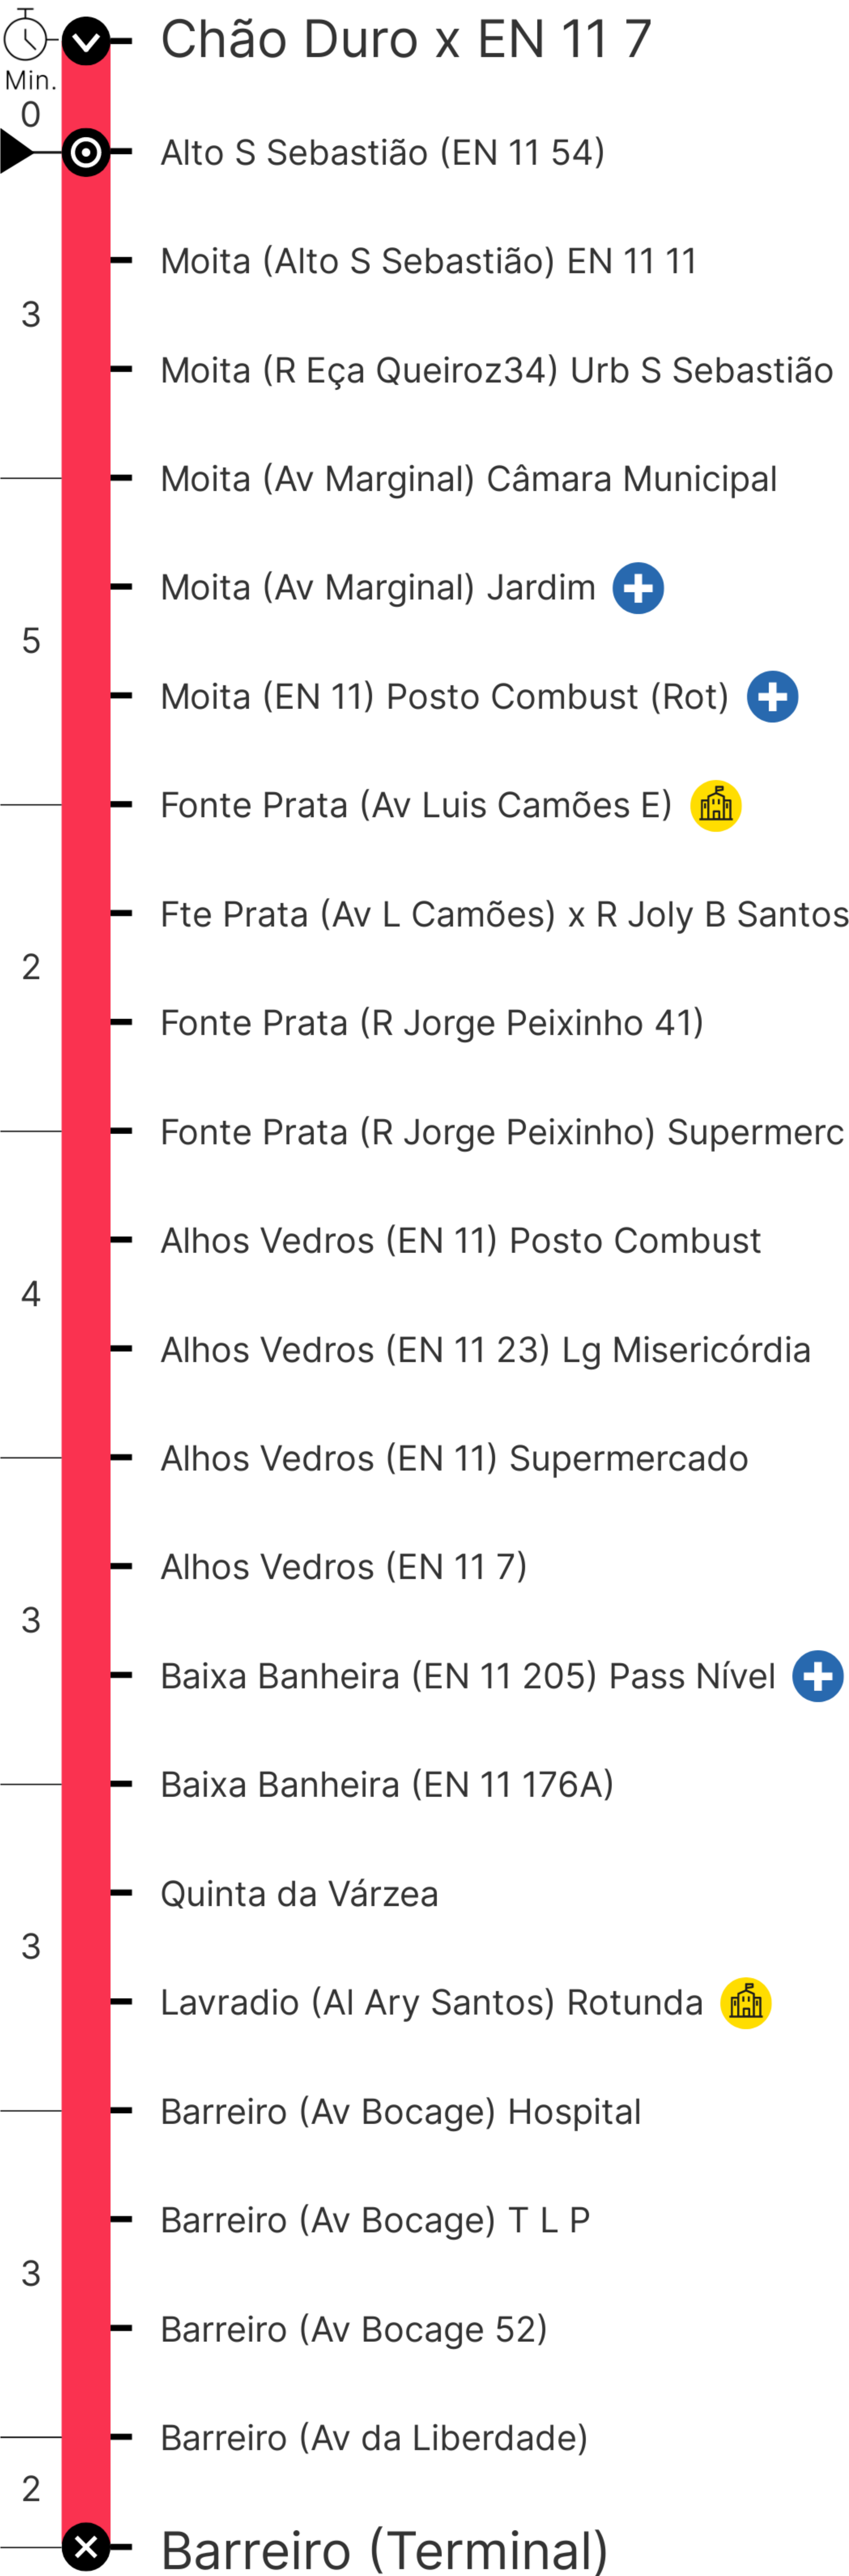 Chão Duro x EN 11 7
Min.
0
Alto S Sebastião (EN 11 54)
Moita (Alto S Sebastião) EN 11 11
3
Moita (R Eça Queiroz34) Urb S Sebastião
Moita (Av Marginal) Câmara Municipal
Moita (Av Marginal) Jardim
5
Moita (EN 11) Posto Combust (Rot)
Fonte Prata (Av Luis Camões E)
Fte Prata (Av L Camões) x R Joly B Santos
2
Fonte Prata (R Jorge Peixinho 41)
Fonte Prata (R Jorge Peixinho) Supermerc
Alhos Vedros (EN 11) Posto Combust
4
Alhos Vedros (EN 11 23) Lg Misericórdia
Alhos Vedros (EN 11) Supermercado
Alhos Vedros (EN 11 7)
3
Baixa Banheira (EN 11 205) Pass Nível
Baixa Banheira (EN 11 176A)
Quinta da Várzea
3
Lavradio (Al Ary Santos) Rotunda
Barreiro (Av Bocage) Hospital
Barreiro (Av Bocage) T L P
3
Barreiro (Av Bocage 52)
Barreiro (Av da Liberdade)
2
Barreiro (Terminal)